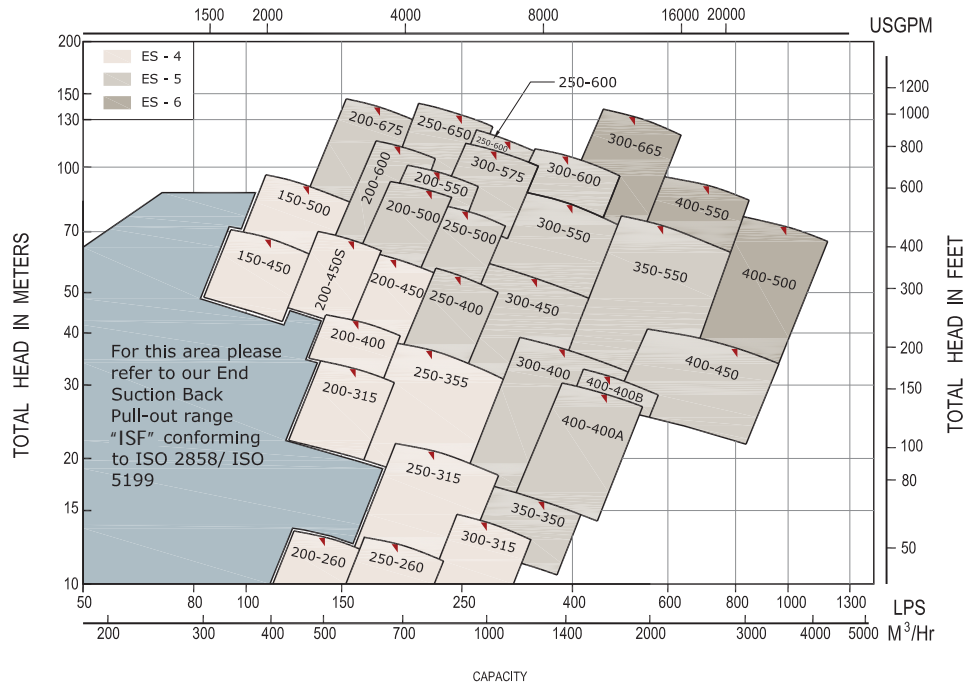 1500 2000 4000 8000 16000 20000
USGPM
TOTAL HEAD IN METERS
200
150
130
100
70
50
40
30
20
15
10
ES - 4
ES - 5
ES - 6
250-600
200-675
250-650
250-600
300-665
200-600
300-575
300-600
200-550
150-500
200-500
400-550
250-500
300-550
150-450
200-450S
200-450
350-550
400-500
250-400
300-450
200-400
200-315
250-355
300-400
400-450
400-400B
400-400A
250-315
350-350
300-315
200-260
250-260
For this area please
refer to our End
Suction Back
Pull-out range
"ISF" conforming
to ISO 2858/ ISO
5199
1200
1000
800
600
400
300
200
150
100
80
50
TOTAL HEAD IN FEET
50 80 100 150 250 400 600 800 1000 1300
LPS
200 300 400 500 700 1000 1400 2000 3000 4000 5000
M³/Hr
CAPACITY